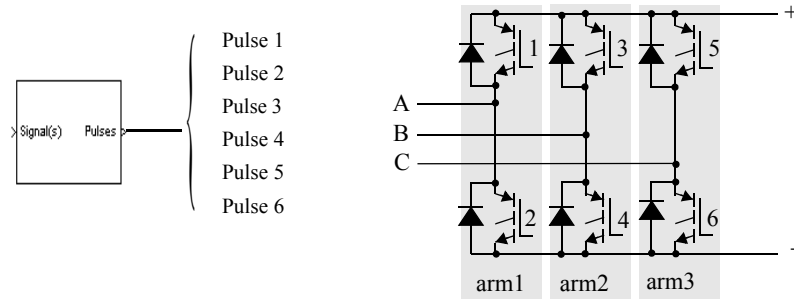 Signal(s) Pulses
Pulse 1
Pulse 2
Pulse 3
Pulse 4
Pulse 5
Pulse 6
+
1 3 5
A
B
C
2 4 6
-
arm1 arm2 arm3